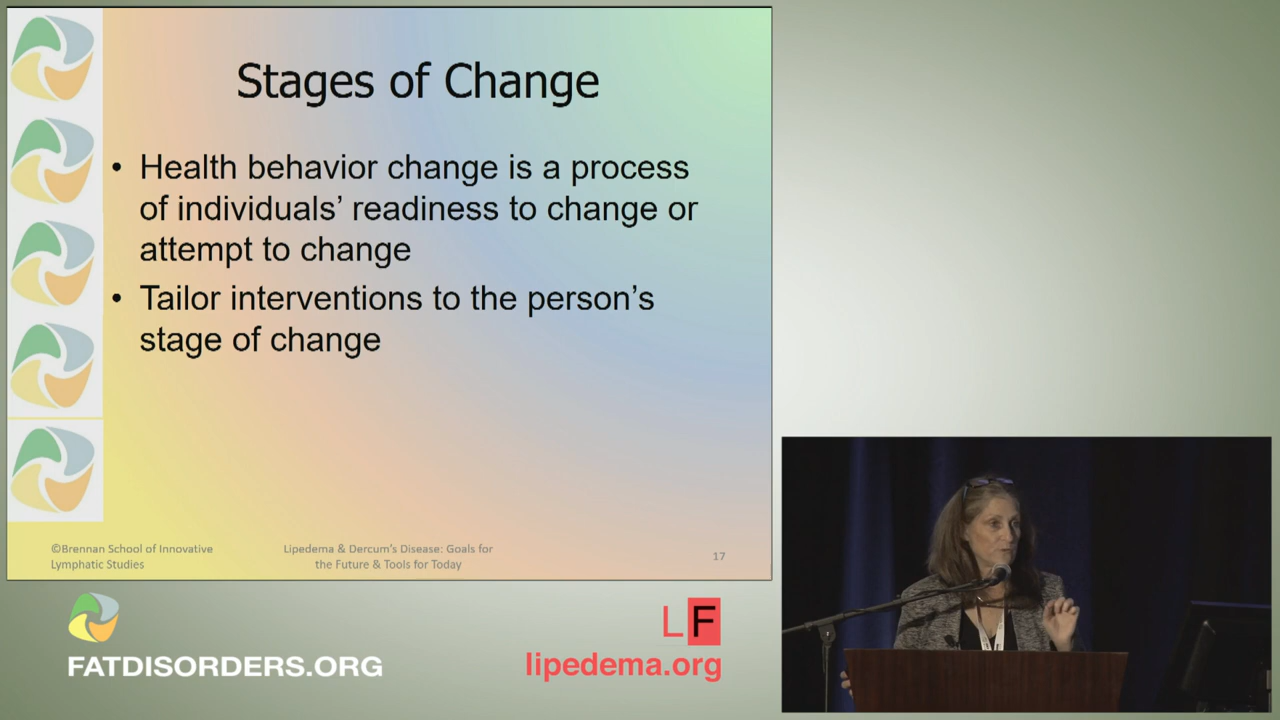 Stages of Change
• Health behavior change is a process
of individuals’ readiness to change or
attempt to change
• Tailor interventions to the person’s
stage of change
©Brennan School of Innovative
Lymphatic Studies
Lipedema & Dercum’s Disease: Goals for
the Future & Tools for Today
17
FATDISORDERS.ORG
LF
lipedema.org